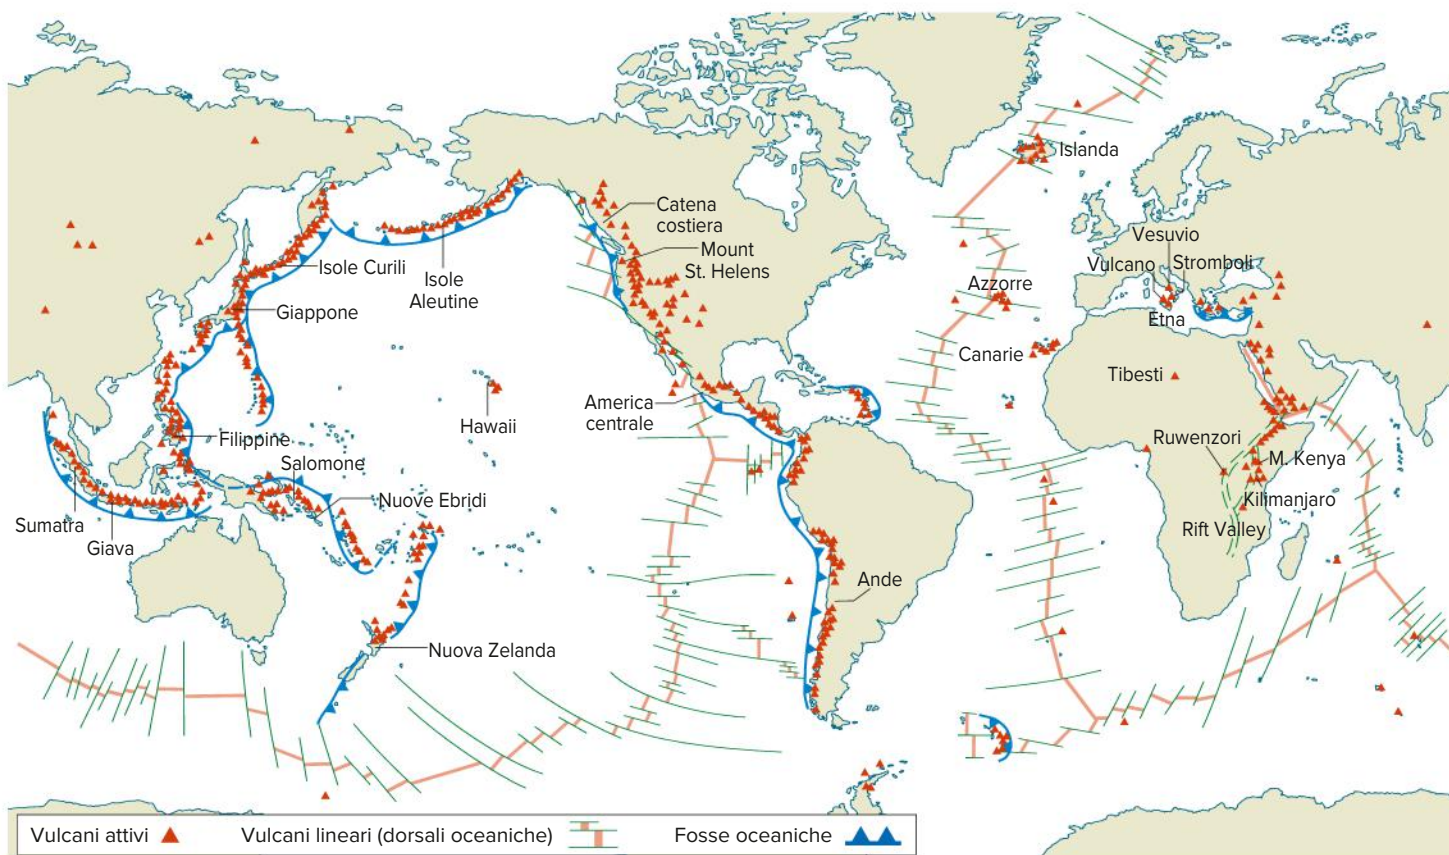 Islanda
Catena
costiera
Mount
St. Helens
Vesuvio
Vulcano
Stromboli
Etna
Isole Curili
Isole
Aleutine
Azzorre
Giappone
Canarie
Tibesti
Hawaii
America
centrale
Filippine
Ruwenzori
M. Kenya
Salomone
Nuove Ebridi
Kilimanjaro
Sumatra
Giava
Rift Valley
Ande
Nuova Zelanda
Vulcani attivi
Vulcani lineari (dorsali oceaniche)
Fosse oceaniche